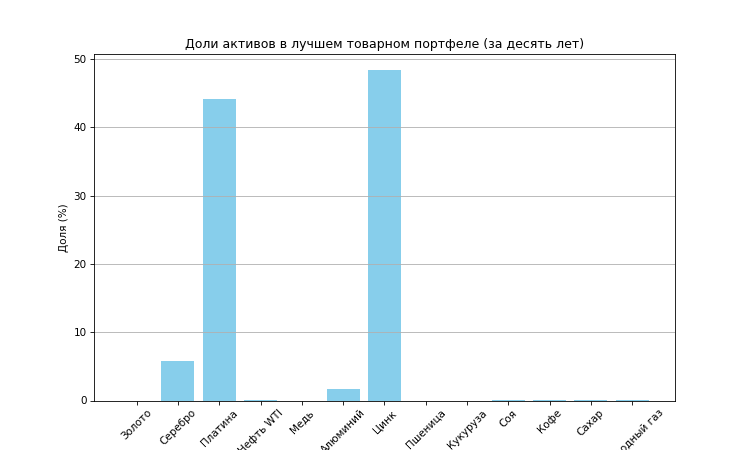 Доли активов в лучшем товарном портфеле (за десять лет)
Доля (%)
50
40
30
20
10
0
Золото
Серебро
Платина
Нефть WTI
Медь
Алюминий
Цинк
Пшеница
Кукуруза
Соя
Кофе
Сахар
газ